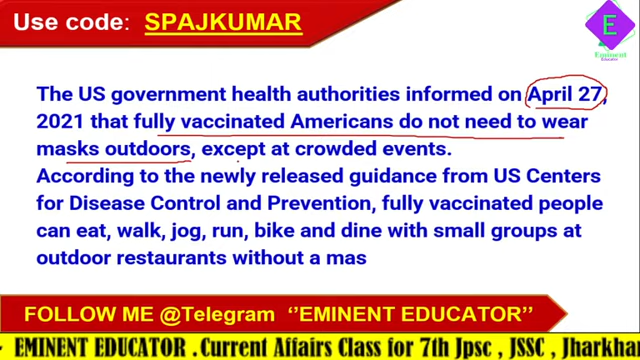 Use code: SPAJKUMAR
E
Eminent
Educator
The US government health authorities informed on April 27,
2021 that fully vaccinated Americans do not need to wear
masks outdoors, except at crowded events.
According to the newly released guidance from US Centers
for Disease Control and Prevention, fully vaccinated people
can eat, walk, jog, run, bike and dine with small groups at
outdoor restaurants without a mas
FOLLOW ME @Telegram ‘’EMINENT EDUCATOR’’
EMINENT EDUCATOR .Current Affairs Class for 7th Jpsc , JSSC , Jharkha